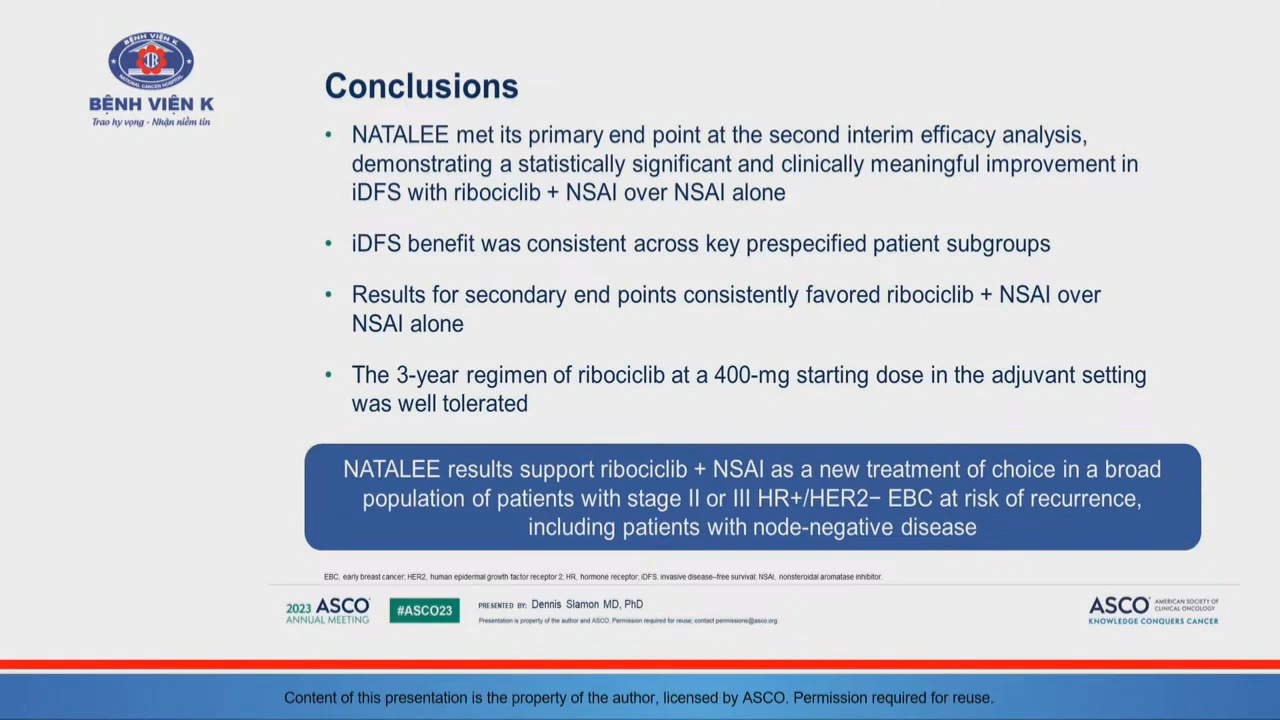 BỆNH VIỆN K
NATIONAL CANCER HOSPITAL
BỆNH VIỆN K
Trao hy vọng - Nhận niềm tin
Conclusions
• NATALEE met its primary end point at the second interim efficacy analysis,
demonstrating a statistically significant and clinically meaningful improvement in
iDFS with ribociclib + NSAI over NSAI alone
• iDFS benefit was consistent across key prespecified patient subgroups
• Results for secondary end points consistently favored ribociclib + NSAI over
NSAI alone
• The 3-year regimen of ribociclib at a 400-mg starting dose in the adjuvant setting
was well tolerated
NATALEE results support ribociclib + NSAI as a new treatment of choice in a broad
population of patients with stage II or III HR+/HER2− EBC at risk of recurrence,
including patients with node-negative disease
EBC, early breast cancer; HER2, human epidermal growth factor receptor 2; HR, hormone receptor; iDFS, invasive disease–free survival; NSAI, nonsteroidal aromatase inhibitor.
2023 ASCO
ANNUAL MEETING
#ASCO23
PRESENTED BY: Dennis Slamon MD, PhD
Presentation is property of the author and ASCO. Permission required for reuse; contact permissions@asco.org.
ASCO AMERICAN SOCIETY OF
CLINICAL ONCOLOGY
KNOWLEDGE CONQUERS CANCER
Content of this presentation is the property of the author, licensed by ASCO. Permission required for reuse.